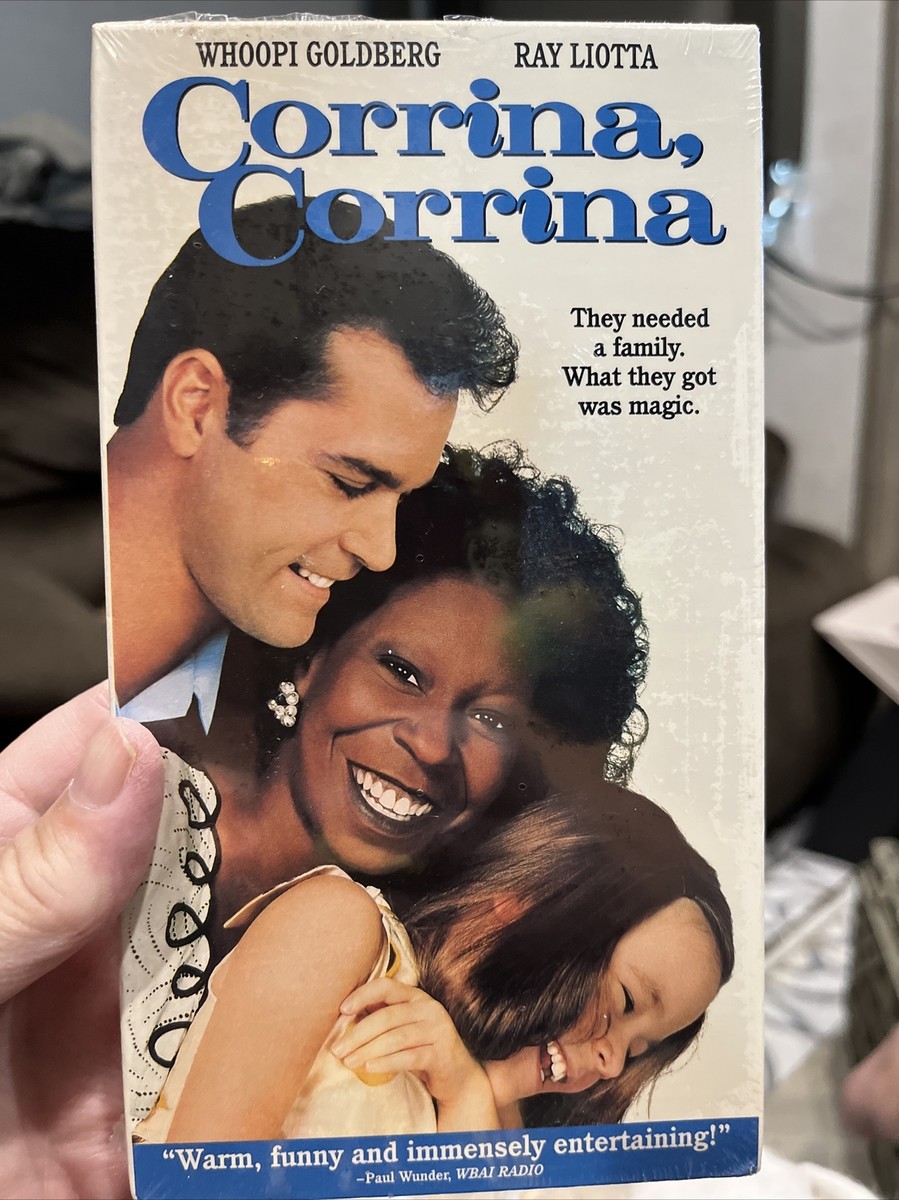 WHOOPI GOLDBERG RAY LIOTTA
Corrina,
Corrina
They needed
a family.
What they got
was magic.
“Warm, funny and immensely entertaining!”
–Paul Wunder, WBAI RADIO